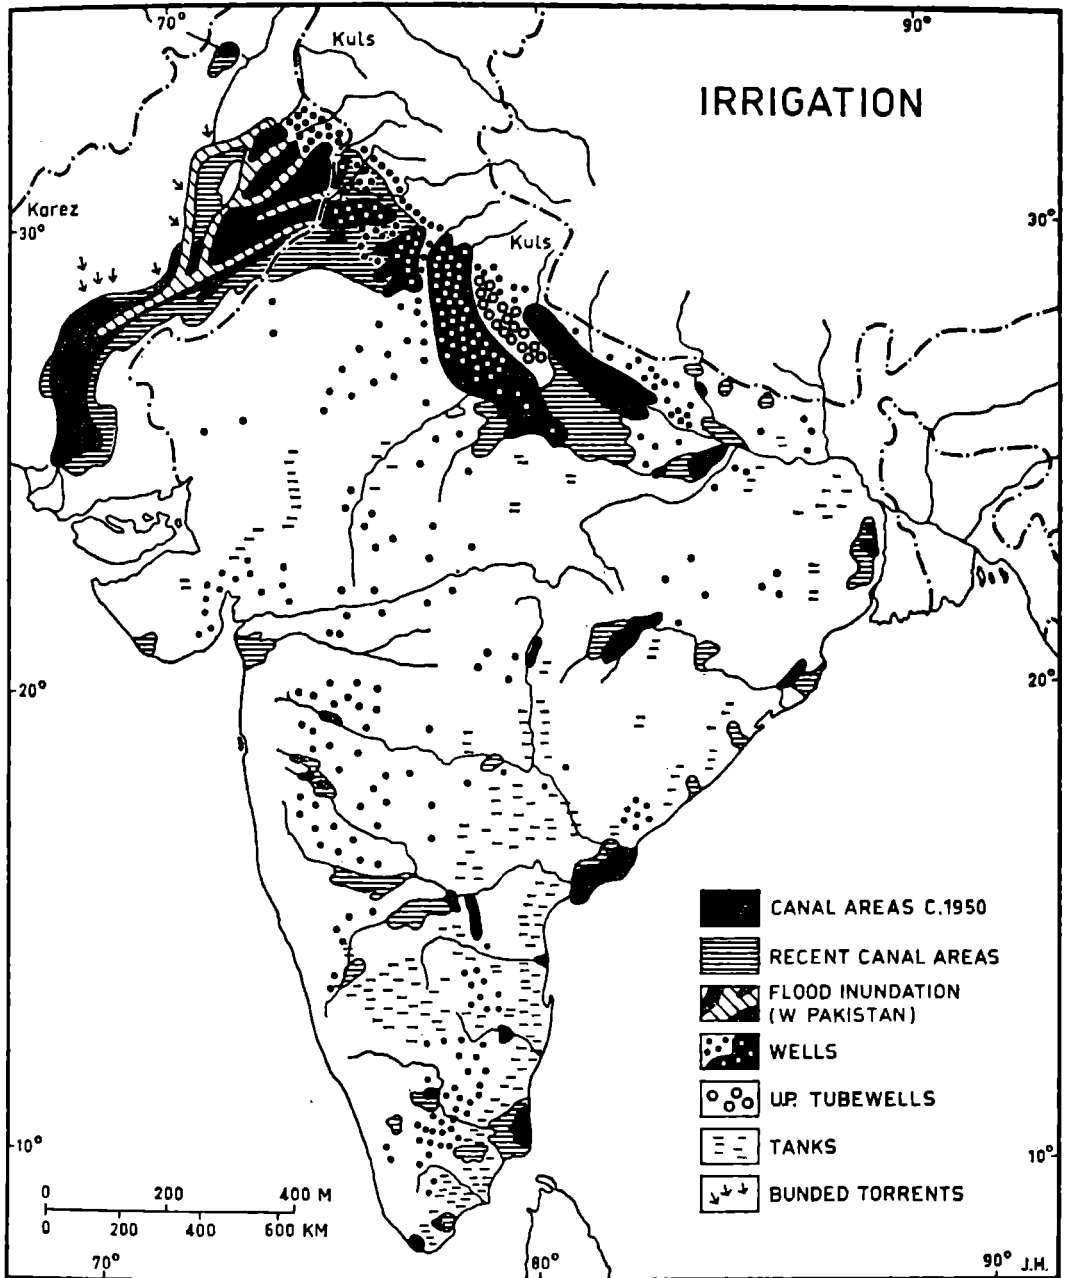 70°
90°
Kuls
IRRIGATION
Karez
30°
30°
Kuls
20°
20°
CANAL AREAS C.1950
RECENT CANAL AREAS
FLOOD INUNDATION
(W PAKISTAN)
WELLS
U.P. TUBEWELLS
10°
TANKS
10°
BUNDED TORRENTS
0 200 400 M
0 200 400 600 KM
70°
80°
90°
J.H.